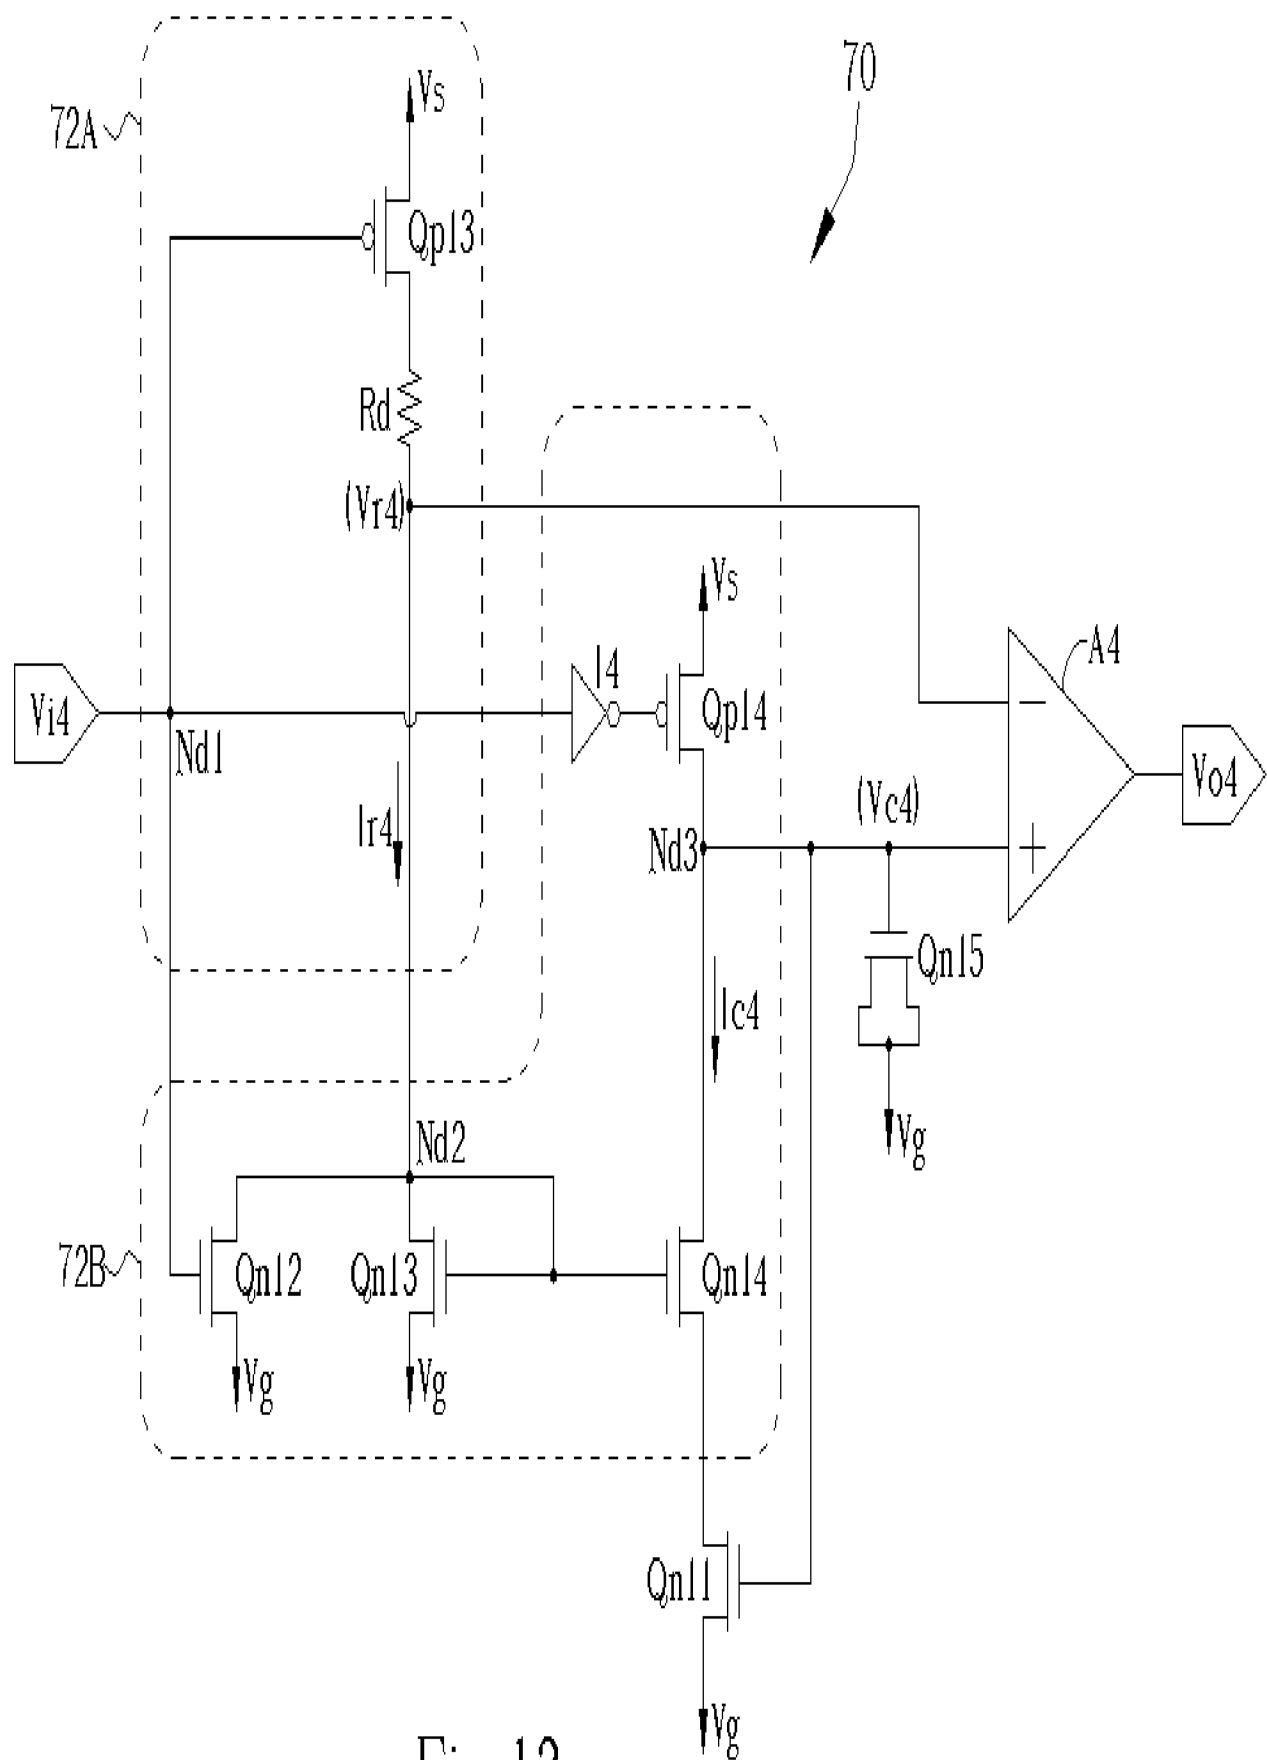 70
Vs
72A
Qp13
Rd
(Vr4)
Vs
A4
I4
Vi4
Qp14
Nd1
Vo4
(Vc4)
Ir4
Nd3
Qn15
Ic4
Vg
Nd2
72B
Qn12
Qn13
Qn14
Vg
Vg
Qn11
Vg